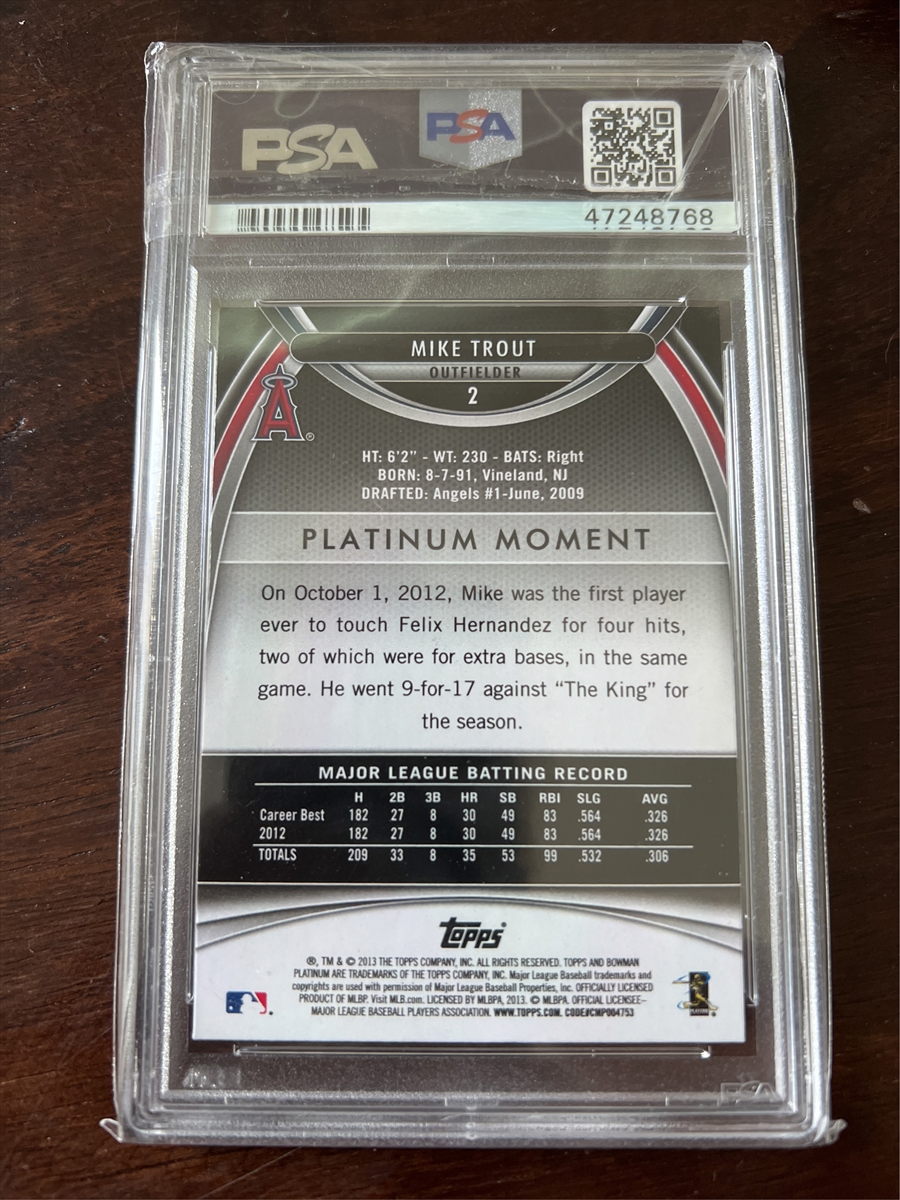 PSA PSA
47248768
MIKE TROUT
OUTFIELDER
2
A®
HT: 6'2" - WT: 230 - BATS: Right
BORN: 8-7-91, Vineland, NJ
DRAFTED: Angels #1-June, 2009
PLATINUM MOMENT
On October 1, 2012, Mike was the first player
ever to touch Felix Hernandez for four hits,
two of which were for extra bases, in the same
game. He went 9-for-17 against "The King" for
the season.
MAJOR LEAGUE BATTING RECORD
H 2B 3B HR SB RBI SLG AVG
Career Best 182 27 8 30 49 83 .564 .326
2012 182 27 8 30 49 83 .564 .326
TOTALS 209 33 8 35 53 99 .532 .306
topps®
®, TM & © 2013 THE TOPPS COMPANY, INC. ALL RIGHTS RESERVED. TOPPS AND BOWMAN
PLATINUM ARE TRADEMARKS OF THE TOPPS COMPANY, INC. Major League Baseball trademarks and
copyrights are used with permission of Major League Baseball Properties, Inc. OFFICIALLY LICENSED
PRODUCT OF MLBP. Visit MLB.com. LICENSED BY MLBPA, 2013. © MLBPA. OFFICIAL LICENSEE–
MAJOR LEAGUE BASEBALL PLAYERS ASSOCIATION. WWW.TOPPS.COM. CODE#CMP004753
PSA